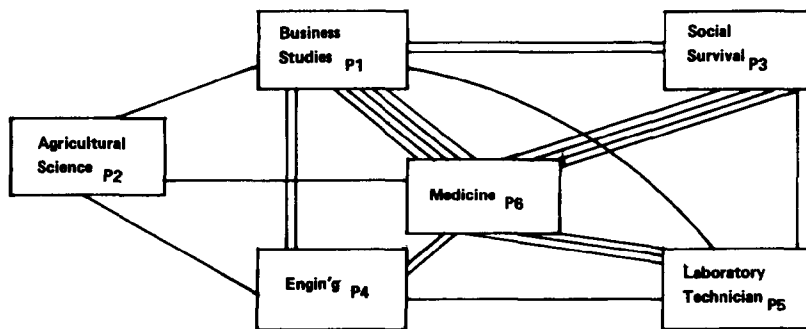 Business
Studies P1
Social
Survival P3
Agricultural
Science P2
Medicine P6
Engin'g P4
Laboratory
Technician P5